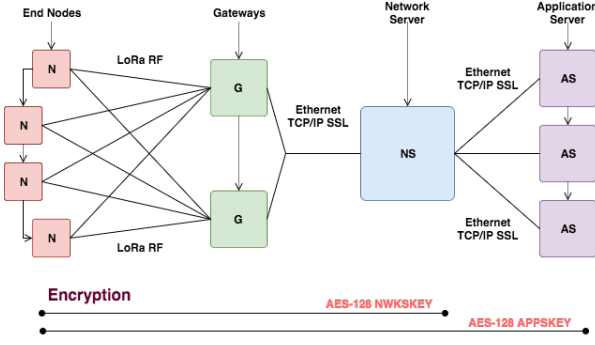 End Nodes
Gateways
Network
Server
Application
Server
LoRa RF
N
N
N
N
LoRa RF
G
G
Ethernet
TCP/IP SSL
NS
Ethernet
TCP/IP SSL
Ethernet
TCP/IP SSL
AS
AS
AS
Encryption
AES-128 NWKSKEY
AES-128 APPSKEY